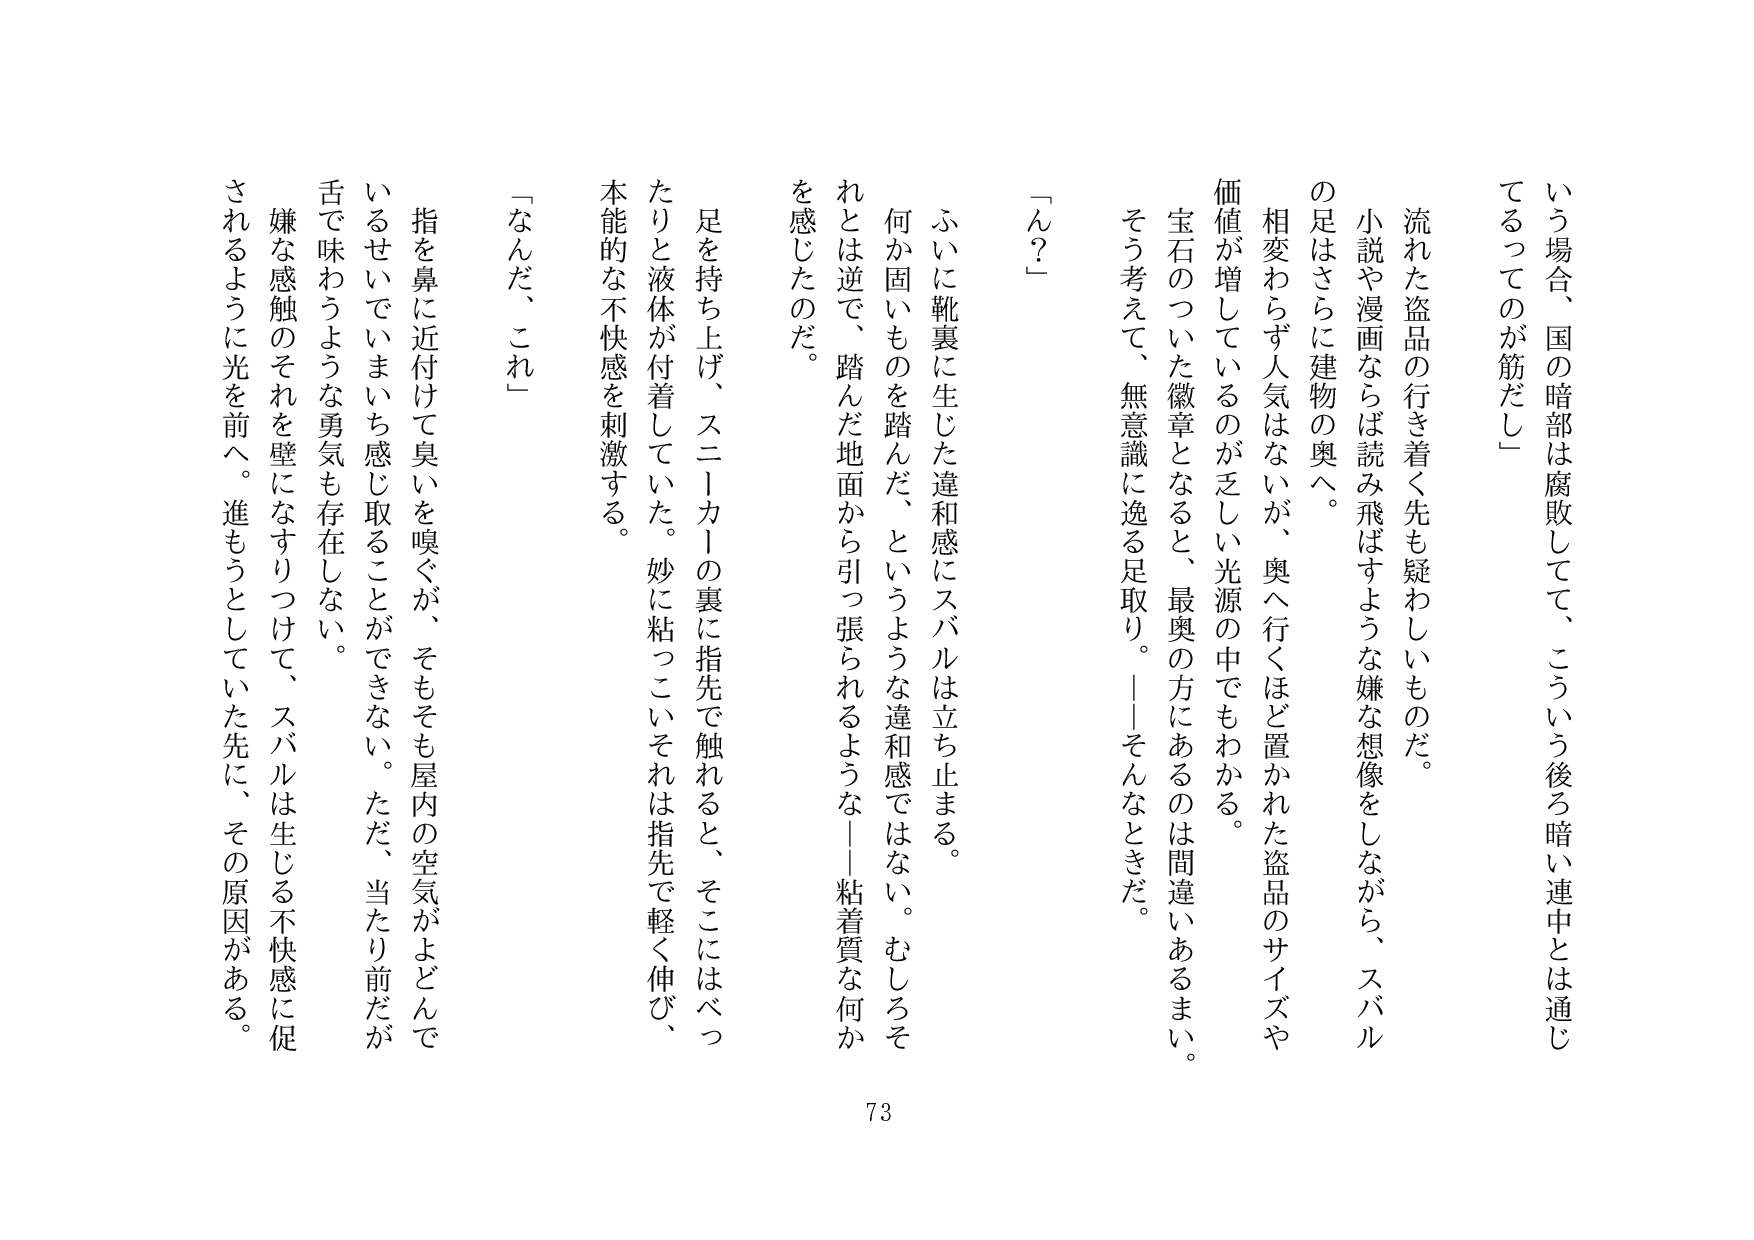 いう場合、国の暗部は腐敗してて、こういう後ろ暗い連中とは通じ
てるってのが筋だし」
流れた盗品の行き着く先も疑わしいものだ。
小説や漫画ならば読み飛ばすような嫌な想像をしながら、スバル
の足はさらに建物の奥へ。
相変わらず人気はないが、奥へ行くほど置かれた盗品のサイズや
価値が増しているのが乏しい光源の中でもわかる。
宝石のついた徽章となると、最奥の方にあるのは間違いあるまい。
そう考えて、無意識に逸る足取り。――そんなときだ。
「ん？」
ふいに靴裏に生じた違和感にスバルは立ち止まる。
何か固いものを踏んだ、というような違和感ではない。むしろそ
れとは逆で、踏んだ地面から引っ張られるような――粘着質な何か
を感じたのだ。
足を持ち上げ、スニーカーの裏に指先で触れると、そこにはべっ
たりと液体が付着していた。妙に粘っこいそれは指先で軽く伸び、
本能的な不快感を刺激する。
「なんだ、これ」
指を鼻に近付けて臭いを嗅ぐが、そもそも屋内の空気がよどんで
いるせいでいまいち感じ取ることができない。ただ、当たり前だが
舌で味わうような勇気も存在しない。
嫌な感触のそれを壁になすりつけて、スバルは生じる不快感に促
されるように光を前へ。進もうとしていた先に、その原因がある。
73